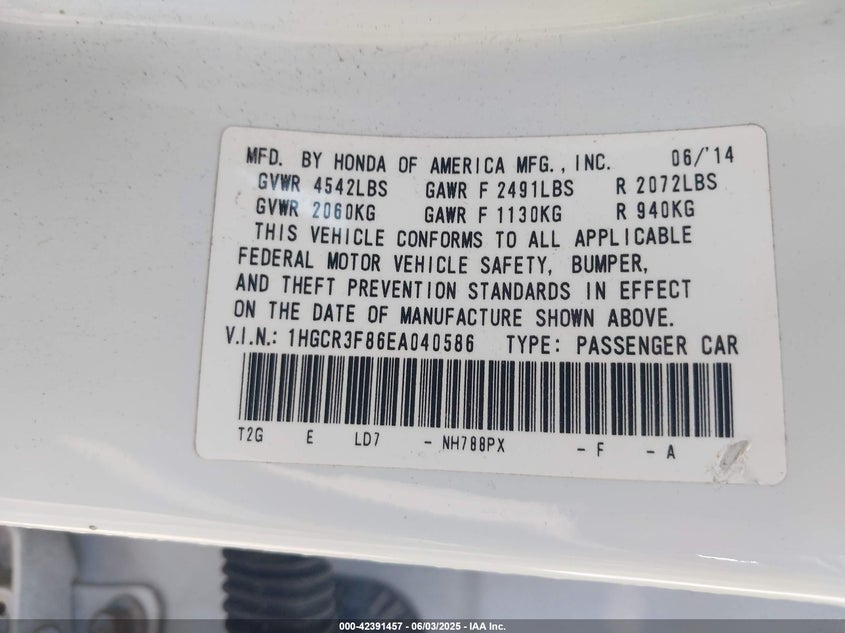 MFD. BY HONDA OF AMERICA MFG., INC. 06/'14
GVWR 4542LBS GAWR F 2491LBS R 2072LBS
GVWR 2060KG GAWR F 1130KG R 940KG
THIS VEHICLE CONFORMS TO ALL APPLICABLE
FEDERAL MOTOR VEHICLE SAFETY, BUMPER,
AND THEFT PREVENTION STANDARDS IN EFFECT
ON THE DATE OF MANUFACTURE SHOWN ABOVE.
V.I.N.: 1HGCR3F86EA040586 TYPE: PASSENGER CAR
T2G E LD7 - NH788PX - F - A
000-42391457 - 06/03/2025 - IAA Inc.